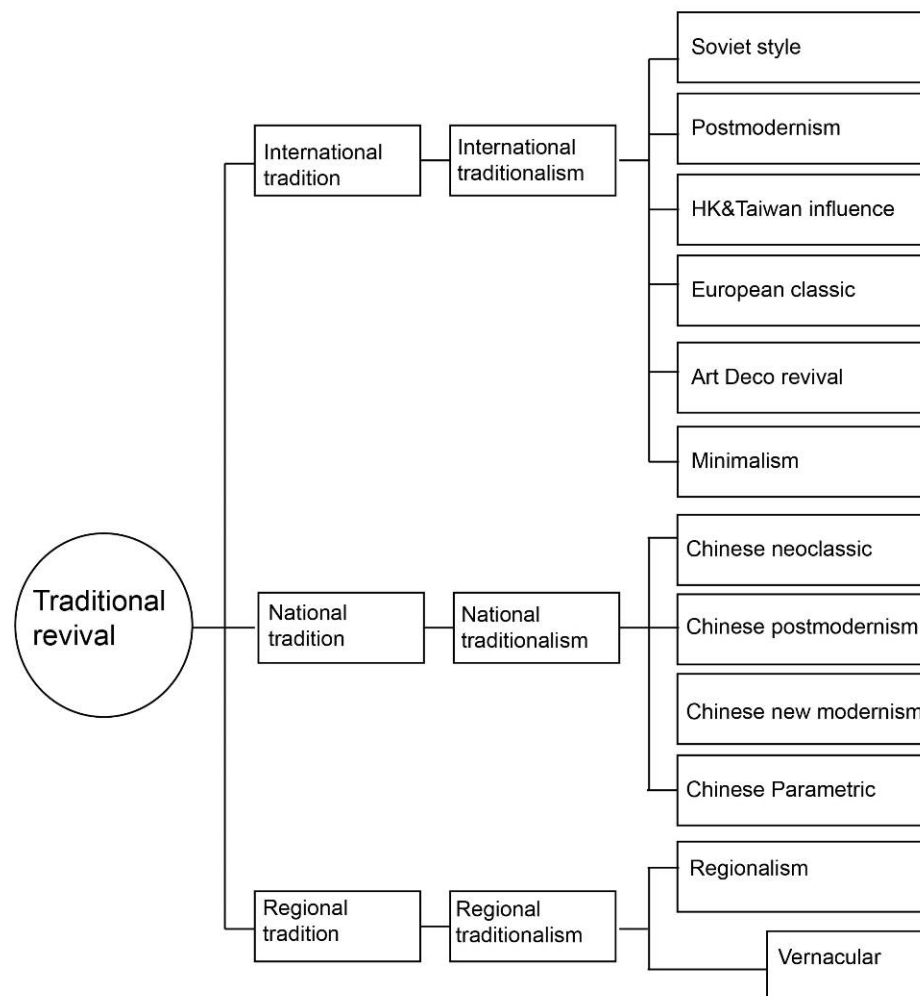 Soviet style
Postmodernism
HK&Taiwan influence
European classic
Art Deco revival
Minimalism
International
tradition
International
traditionalism
Chinese neoclassic
Chinese postmodernism
Chinese new modernism
Chinese Parametric
Traditional
revival
National
tradition
National
traditionalism
Regionalism
Vernacular
Regional
tradition
Regional
traditionalism